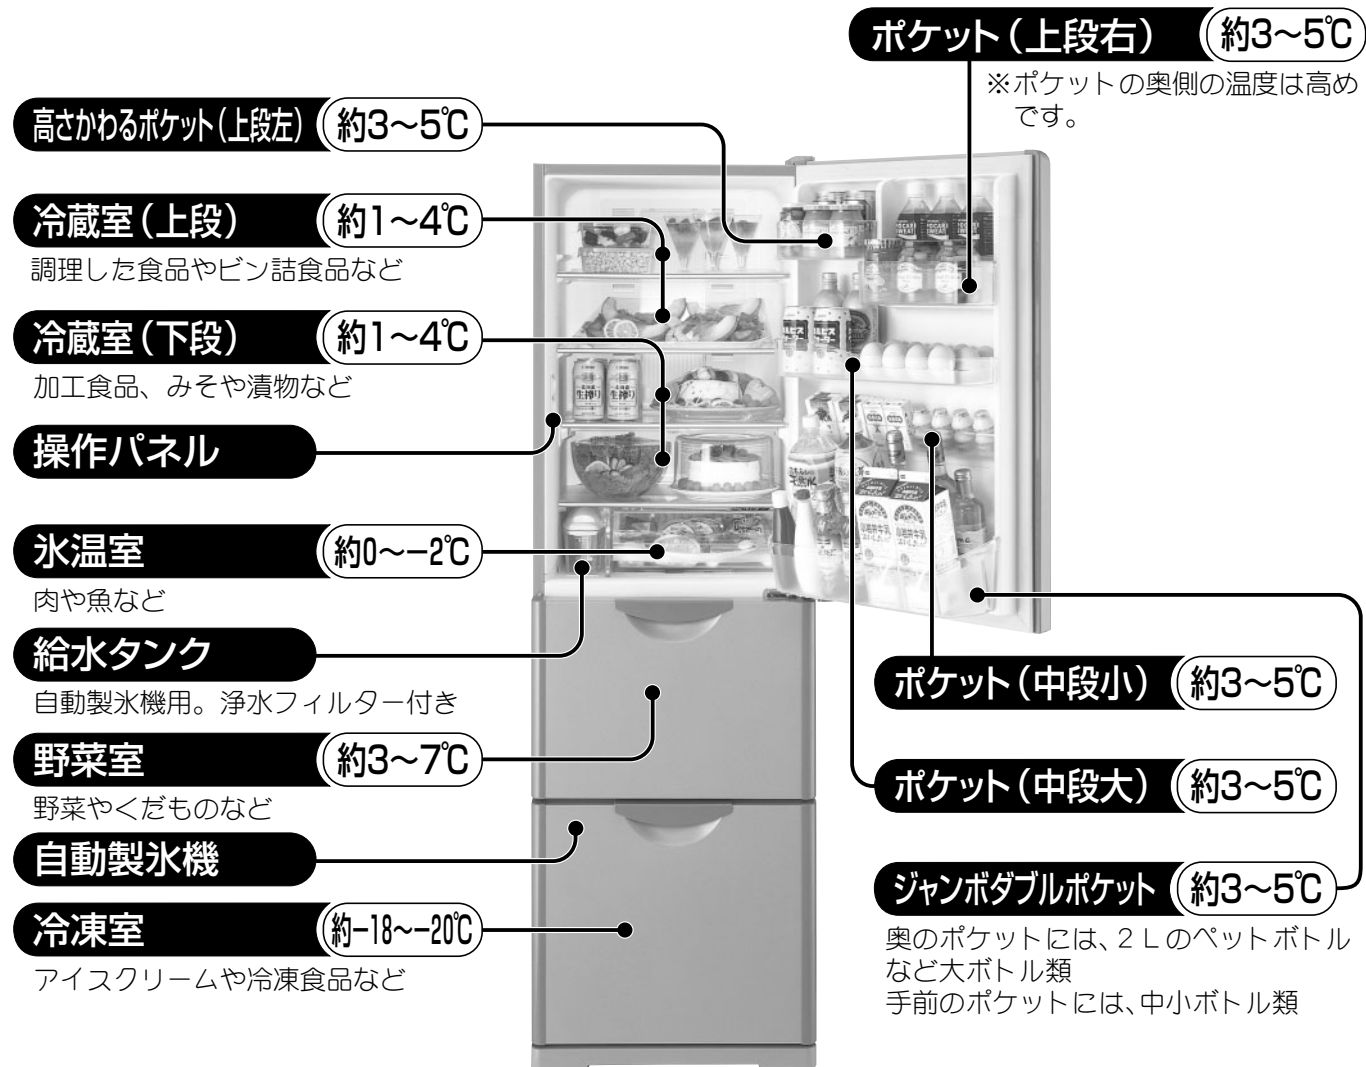 ポケット(上段右) 約3〜5℃
※ポケットの奥側の温度は高め
です。
高さかわるポケット(上段左) 約3〜5℃
冷蔵室(上段) 約1〜4℃
調理した食品やビン詰食品など
冷蔵室(下段) 約1〜4℃
加工食品、みそや漬物など
操作パネル
氷温室 約0〜−2℃
肉や魚など
給水タンク
自動製氷機用。浄水フィルター付き
野菜室 約3〜7℃
野菜やくだものなど
自動製氷機
冷凍室 約−18〜−20℃
アイスクリームや冷凍食品など
ポケット(中段小) 約3〜5℃
ポケット(中段大) 約3〜5℃
ジャンボダブルポケット 約3〜5℃
奥のポケットには、2Lのペットボトル
など大ボトル類
手前のポケットには、中小ボトル類
生搾り 生搾り